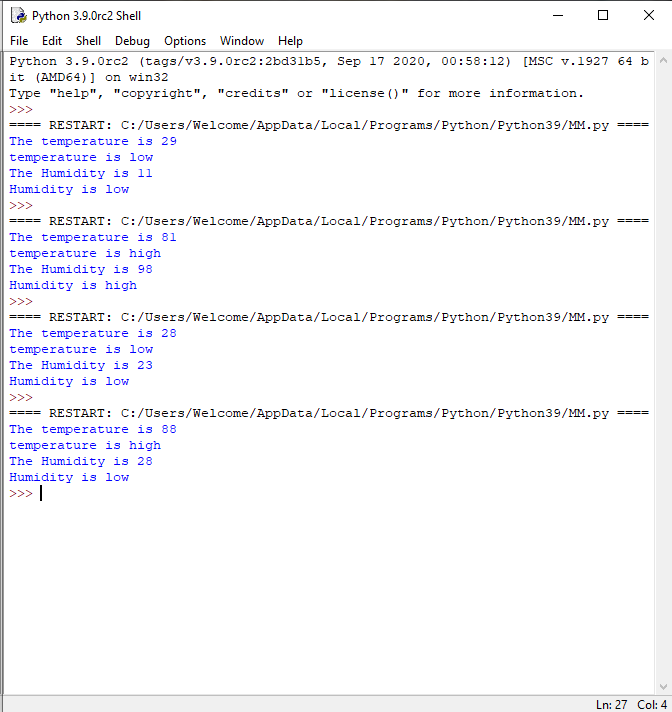 Python 3.9.0rc2 Shell
File Edit Shell Debug Options Window Help
Python 3.9.0rc2 (tags/v3.9.0rc2:2bd31b5, Sep 17 2020, 00:58:12) [MSC v.1927 64 b
it (AMD64)] on win32
Type "help", "copyright", "credits" or "license()" for more information.
>>>
==== RESTART: C:/Users/Welcome/AppData/Local/Programs/Python/Python39/MM.py ====
The temperature is 29
temperature is low
The Humidity is 11
Humidity is low
>>>
==== RESTART: C:/Users/Welcome/AppData/Local/Programs/Python/Python39/MM.py ====
The temperature is 81
temperature is high
The Humidity is 98
Humidity is high
>>>
==== RESTART: C:/Users/Welcome/AppData/Local/Programs/Python/Python39/MM.py ====
The temperature is 28
temperature is low
The Humidity is 23
Humidity is low
>>>
==== RESTART: C:/Users/Welcome/AppData/Local/Programs/Python/Python39/MM.py ====
The temperature is 88
temperature is high
The Humidity is 28
Humidity is low
>>>
Ln: 27 Col: 4